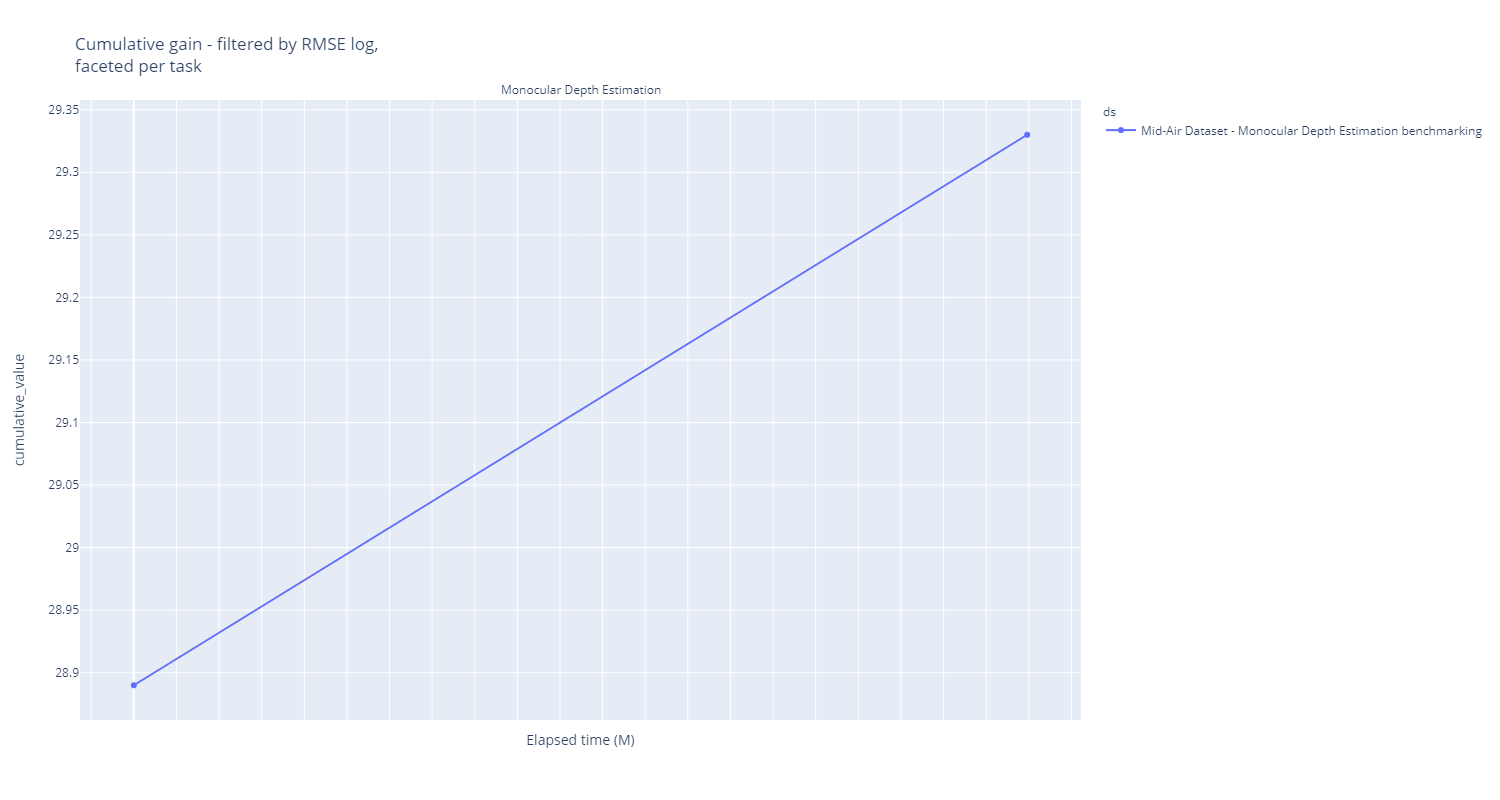 Cumulative gain - filtered by RMSE log,
faceted per task
Monocular Depth Estimation
29.35
29.3
29.25
29.2
29.15
29.1
29.05
29
28.95
28.9
cumulative_value
Elapsed time (M)
ds
Mid-Air Dataset - Monocular Depth Estimation benchmarking